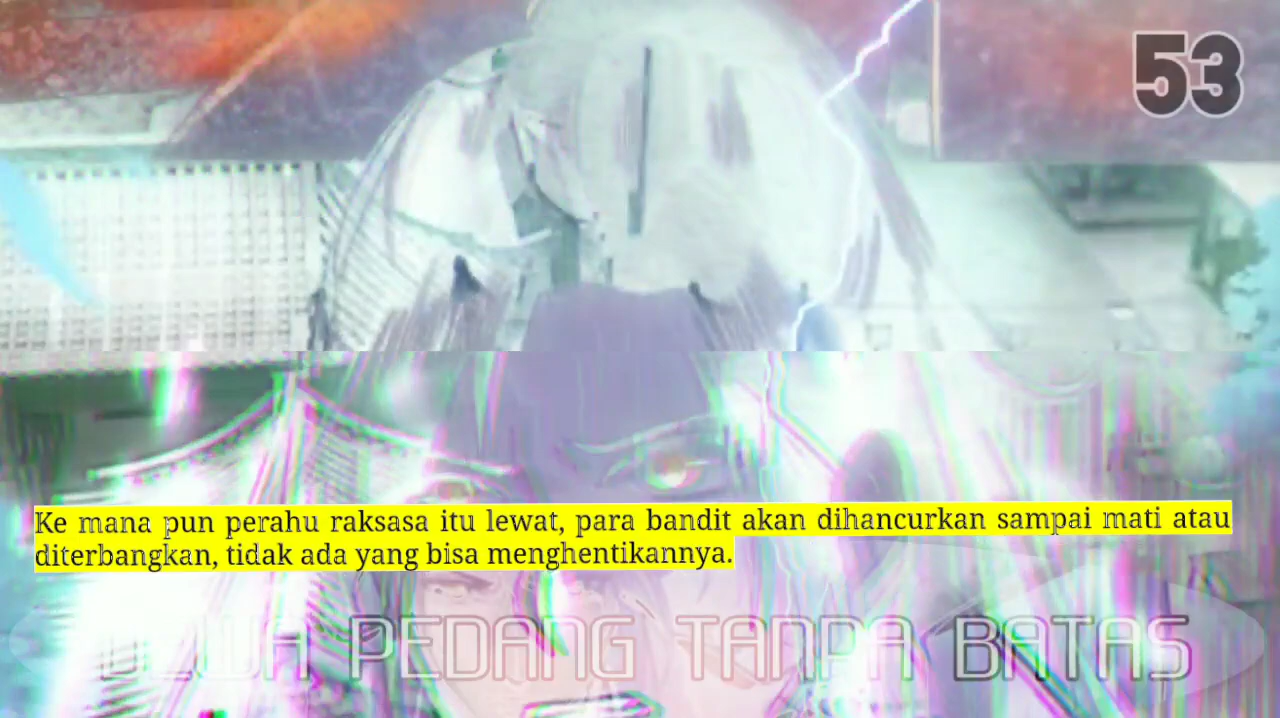 53
Ke mana pun perahu raksasa itu lewat, para bandit akan dihancurkan sampai mati atau
diterbangkan, tidak ada yang bisa menghentikannya.
DEWA PEDANG TANPA BATAS